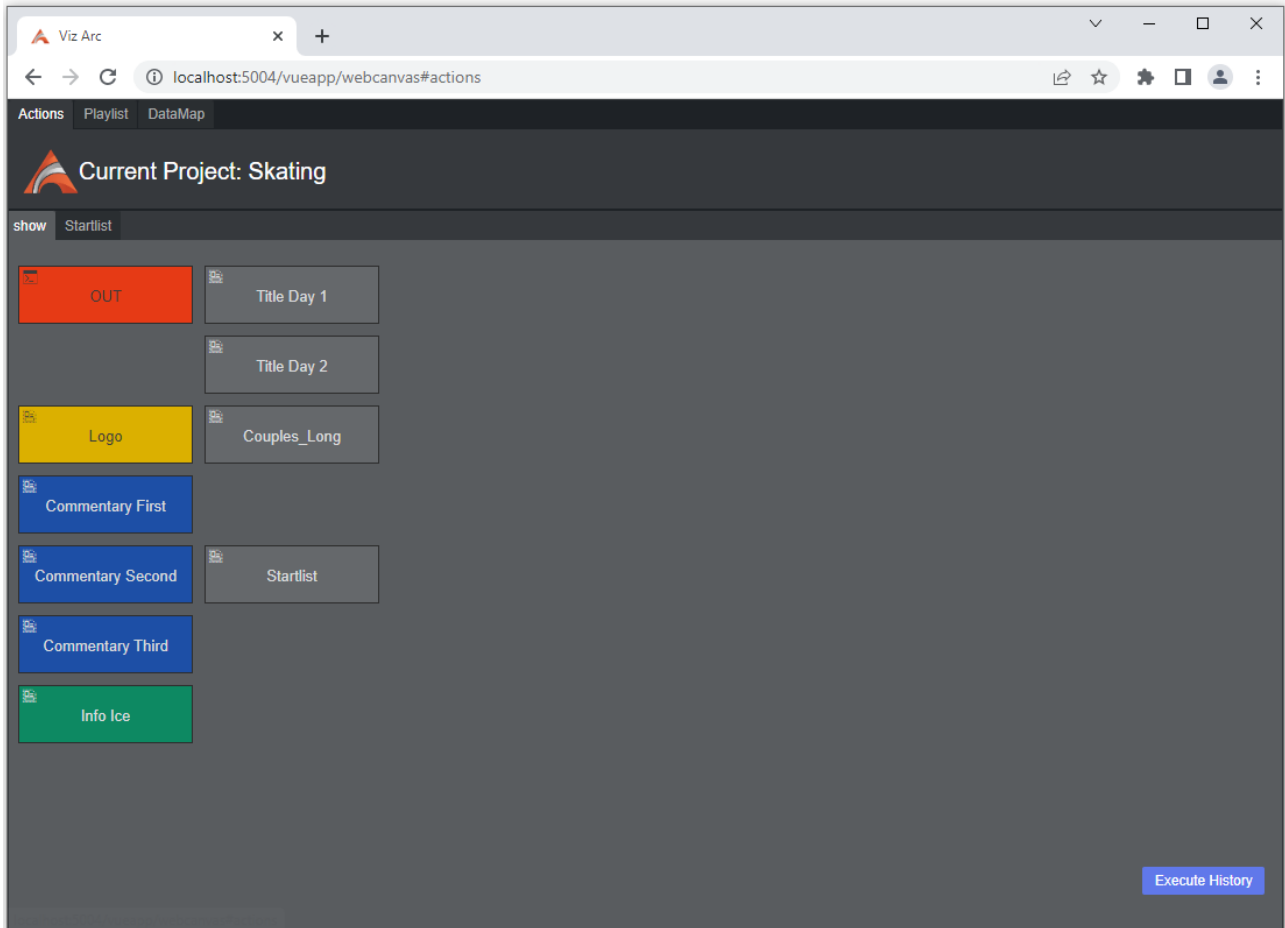 Viz Arc
localhost:5004/vueapp/webcanvas#actions
Actions Playlist DataMap
Current Project: Skating
show Startlist
OUT Title Day 1
Title Day 2
Logo Couples_Long
Commentary First
Commentary Second Startlist
Commentary Third
Info Ice
Execute History